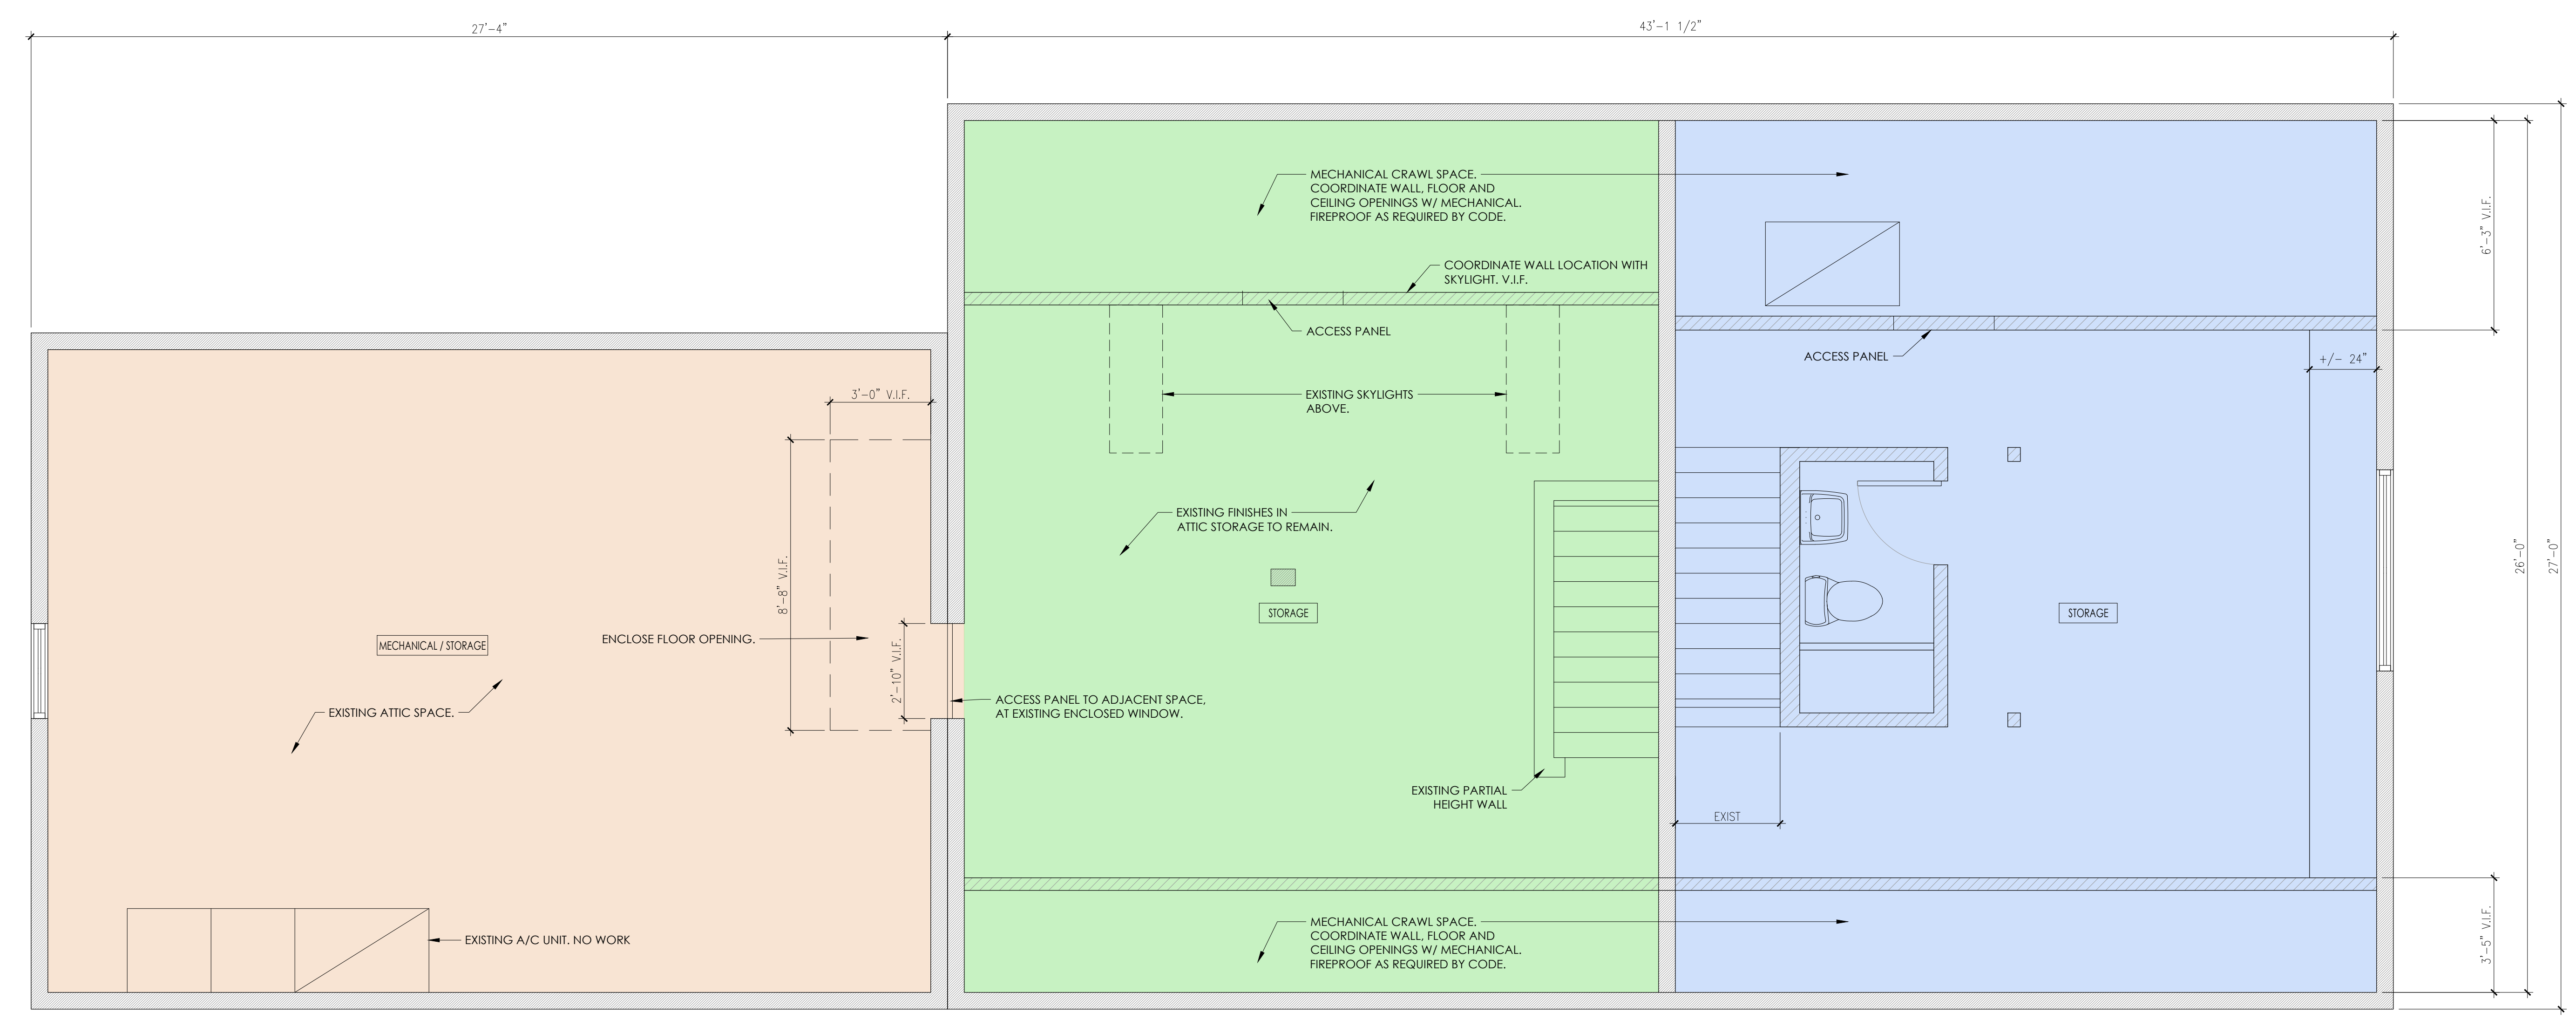 27'-4"
43'-1 1/2"
MECHANICAL CRAWL SPACE.
COORDINATE WALL, FLOOR AND
CEILING OPENINGS W/ MECHANICAL.
FIREPROOF AS REQUIRED BY CODE.
6'-3" V.I.F.
COORDINATE WALL LOCATION WITH
SKYLIGHT. V.I.F.
ACCESS PANEL
ACCESS PANEL
+/- 24"
3'-0" V.I.F.
EXISTING SKYLIGHTS
ABOVE.
EXISTING FINISHES IN
ATTIC STORAGE TO REMAIN.
8'-8" V.I.F.
26'-0"
27'-0"
STORAGE
STORAGE
MECHANICAL / STORAGE
ENCLOSE FLOOR OPENING.
2'-10" V.I.F.
ACCESS PANEL TO ADJACENT SPACE,
AT EXISTING ENCLOSED WINDOW.
EXISTING ATTIC SPACE.
EXISTING PARTIAL
HEIGHT WALL
EXIST
MECHANICAL CRAWL SPACE.
COORDINATE WALL, FLOOR AND
CEILING OPENINGS W/ MECHANICAL.
FIREPROOF AS REQUIRED BY CODE.
EXISTING A/C UNIT. NO WORK
3'-5" V.I.F.